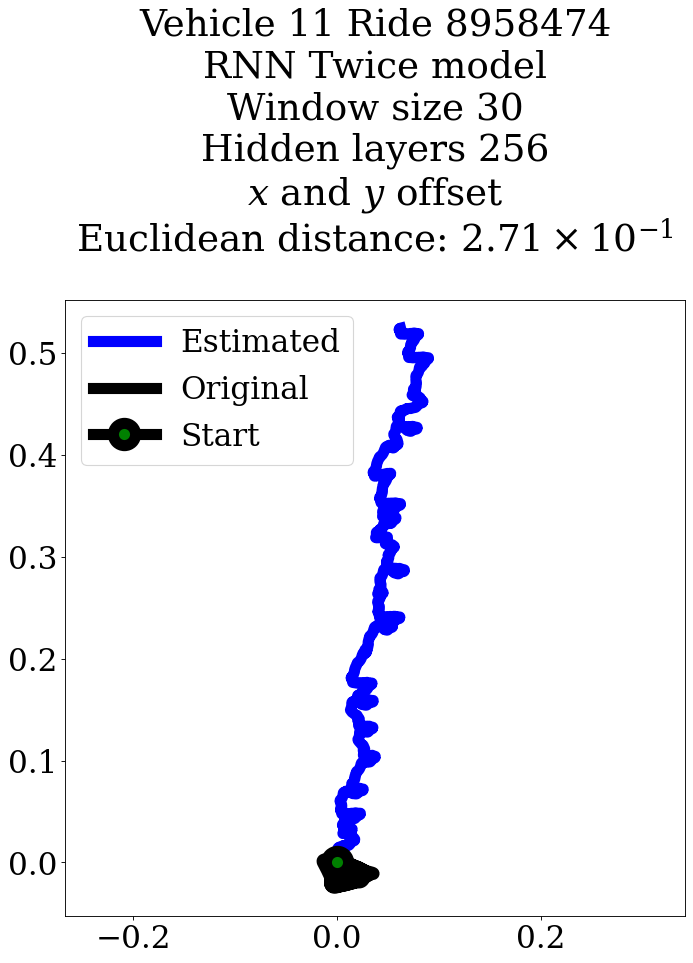 Vehicle 11 Ride 8958474
RNN Twice model
Window size 30
Hidden layers 256
x and y offset
Euclidean distance: 2.71 × 10⁻¹
Estimated
Original
Start
0.5
0.4
0.3
0.2
0.1
0.0
−0.2
0.0
0.2